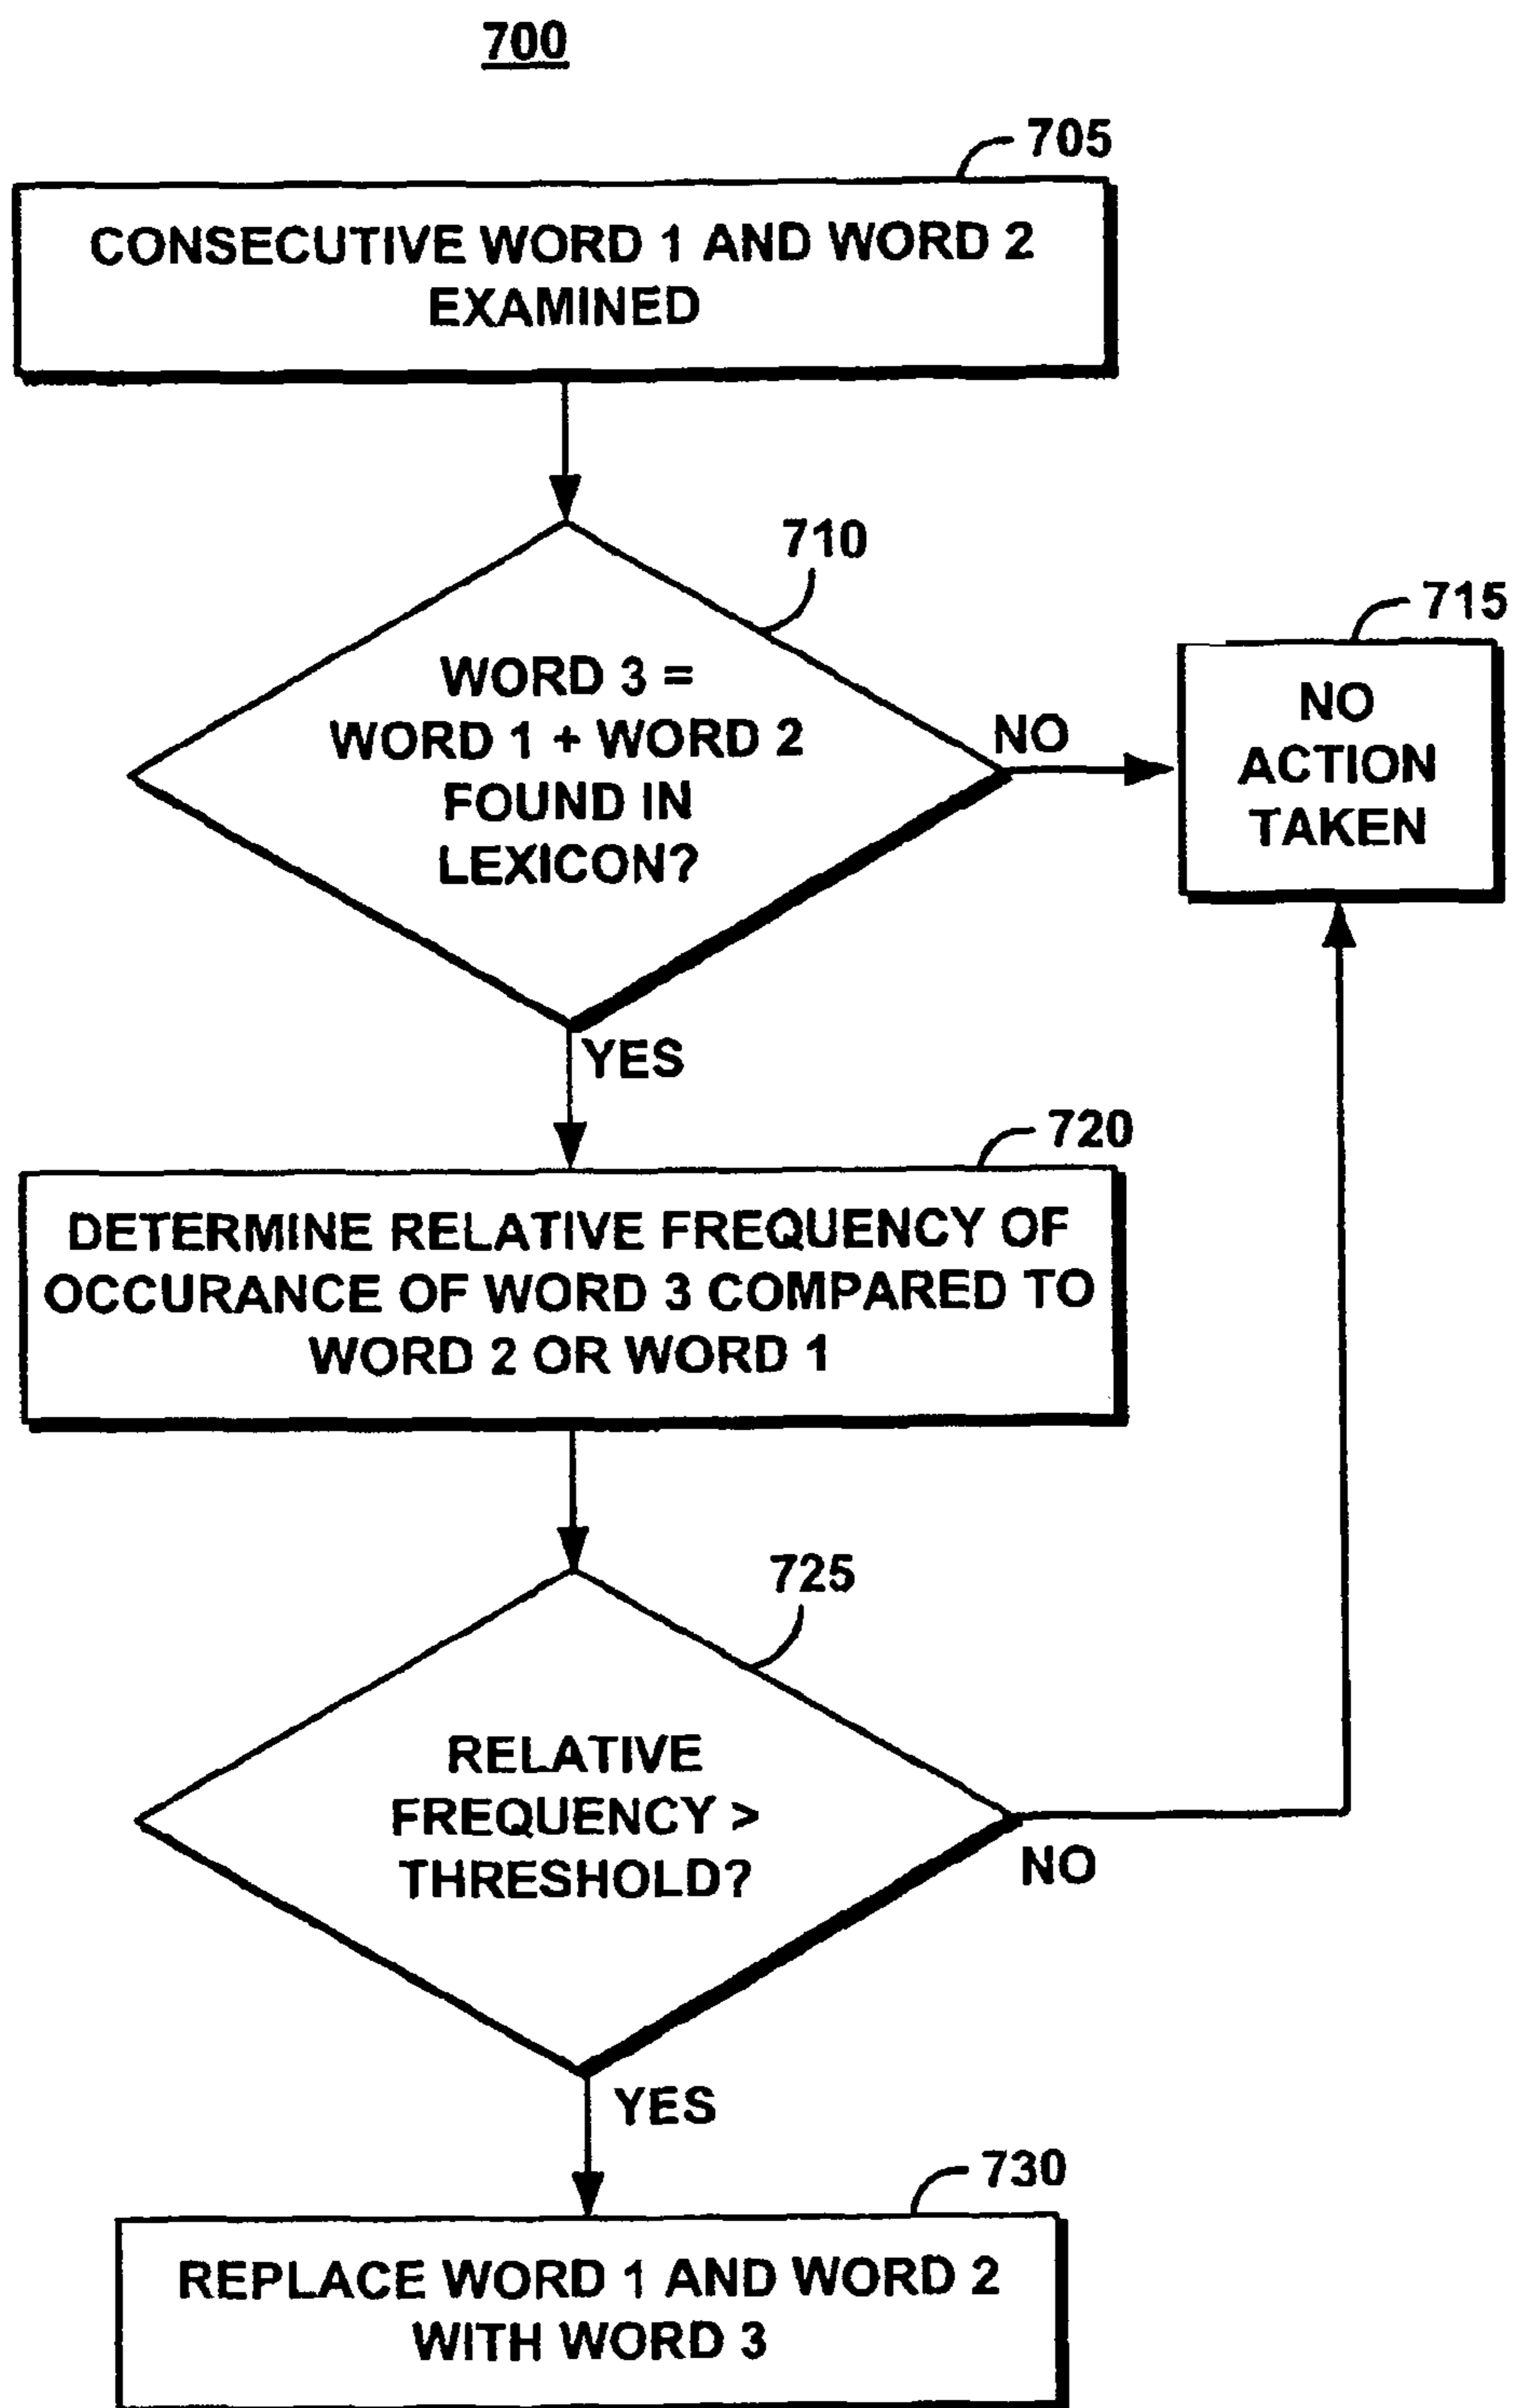 700
705
CONSECUTIVE WORD 1 AND WORD 2
EXAMINED
710
WORD 3 =
WORD 1 + WORD 2
FOUND IN
LEXICON?
NO
715
NO
ACTION
TAKEN
YES
720
DETERMINE RELATIVE FREQUENCY OF
OCCURANCE OF WORD 3 COMPARED TO
WORD 2 OR WORD 1
725
RELATIVE
FREQUENCY >
THRESHOLD?
NO
YES
730
REPLACE WORD 1 AND WORD 2
WITH WORD 3